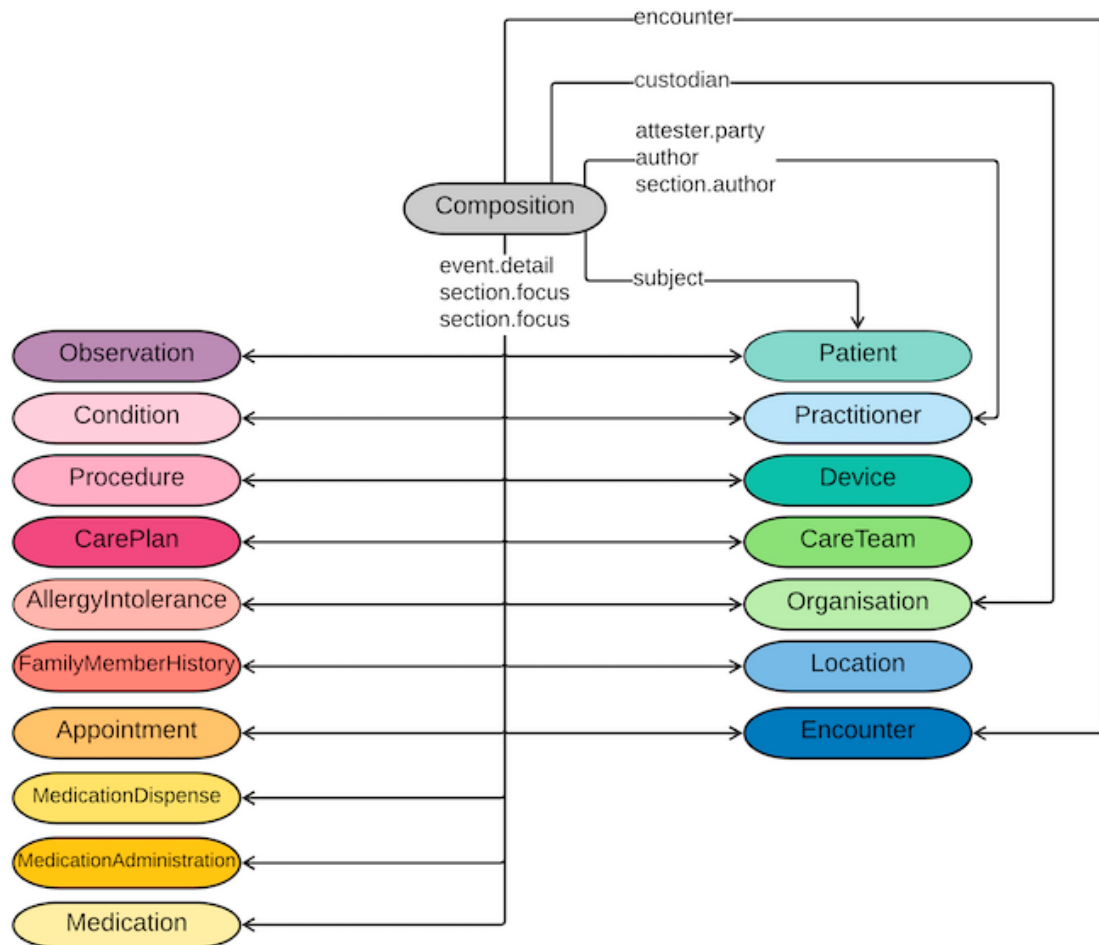 encounter
custodian
attester.party
author
section.author
Composition
event.detail
section.focus
section.focus
subject
Observation
Patient
Condition
Practitioner
Procedure
Device
CarePlan
CareTeam
AllergyIntolerance
Organisation
FamilyMemberHistory
Location
Appointment
Encounter
MedicationDispense
MedicationAdministration
Medication